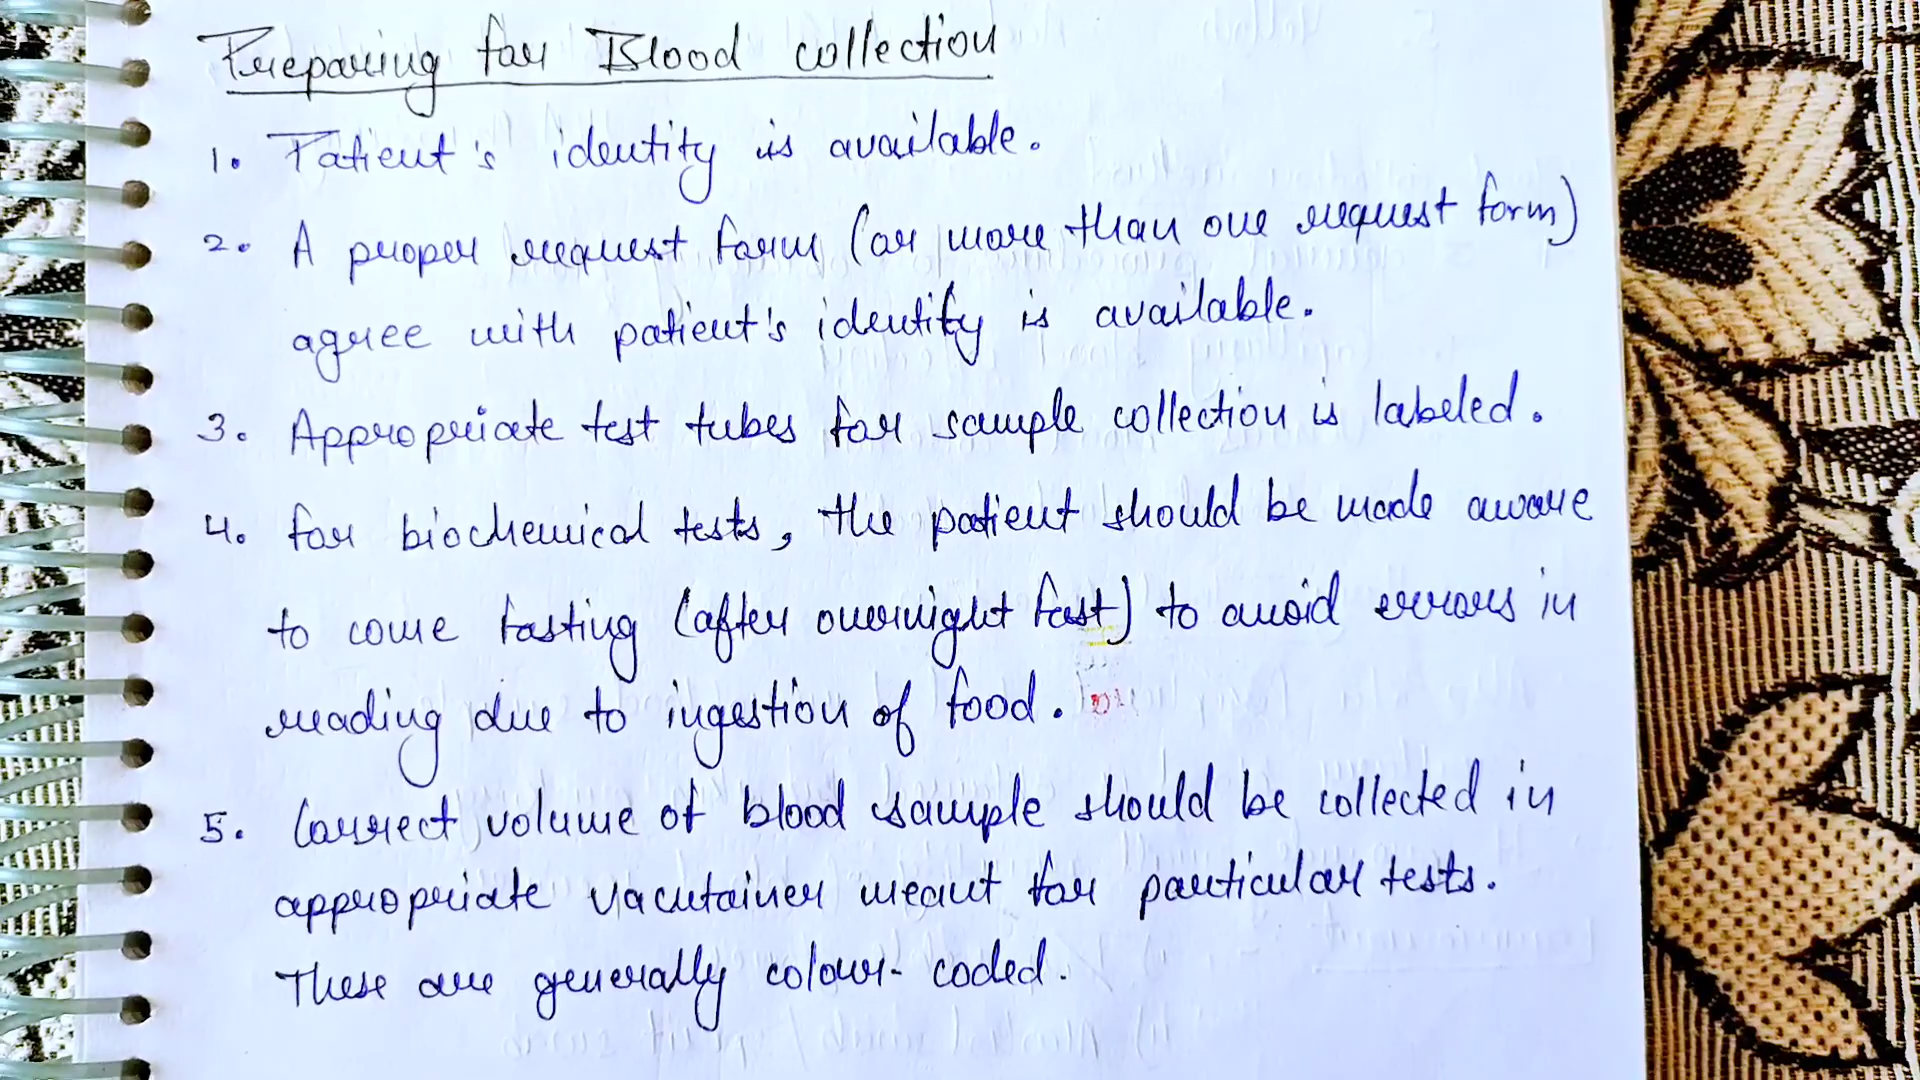 Preparing for Blood collection
1. Patient's identity is available.
2. A proper request form (or more than one request form)
agree with patient's identity is available.
3. Appropriate test tubes for sample collection is labeled.
4. for biochemical tests, the patient should be made aware
to come fasting (after overnight fast) to avoid errors in
reading due to ingestion of food.
5. Correct volume of blood sample should be collected in
appropriate vacutainer meant for particular tests.
These are generally colour-coded.